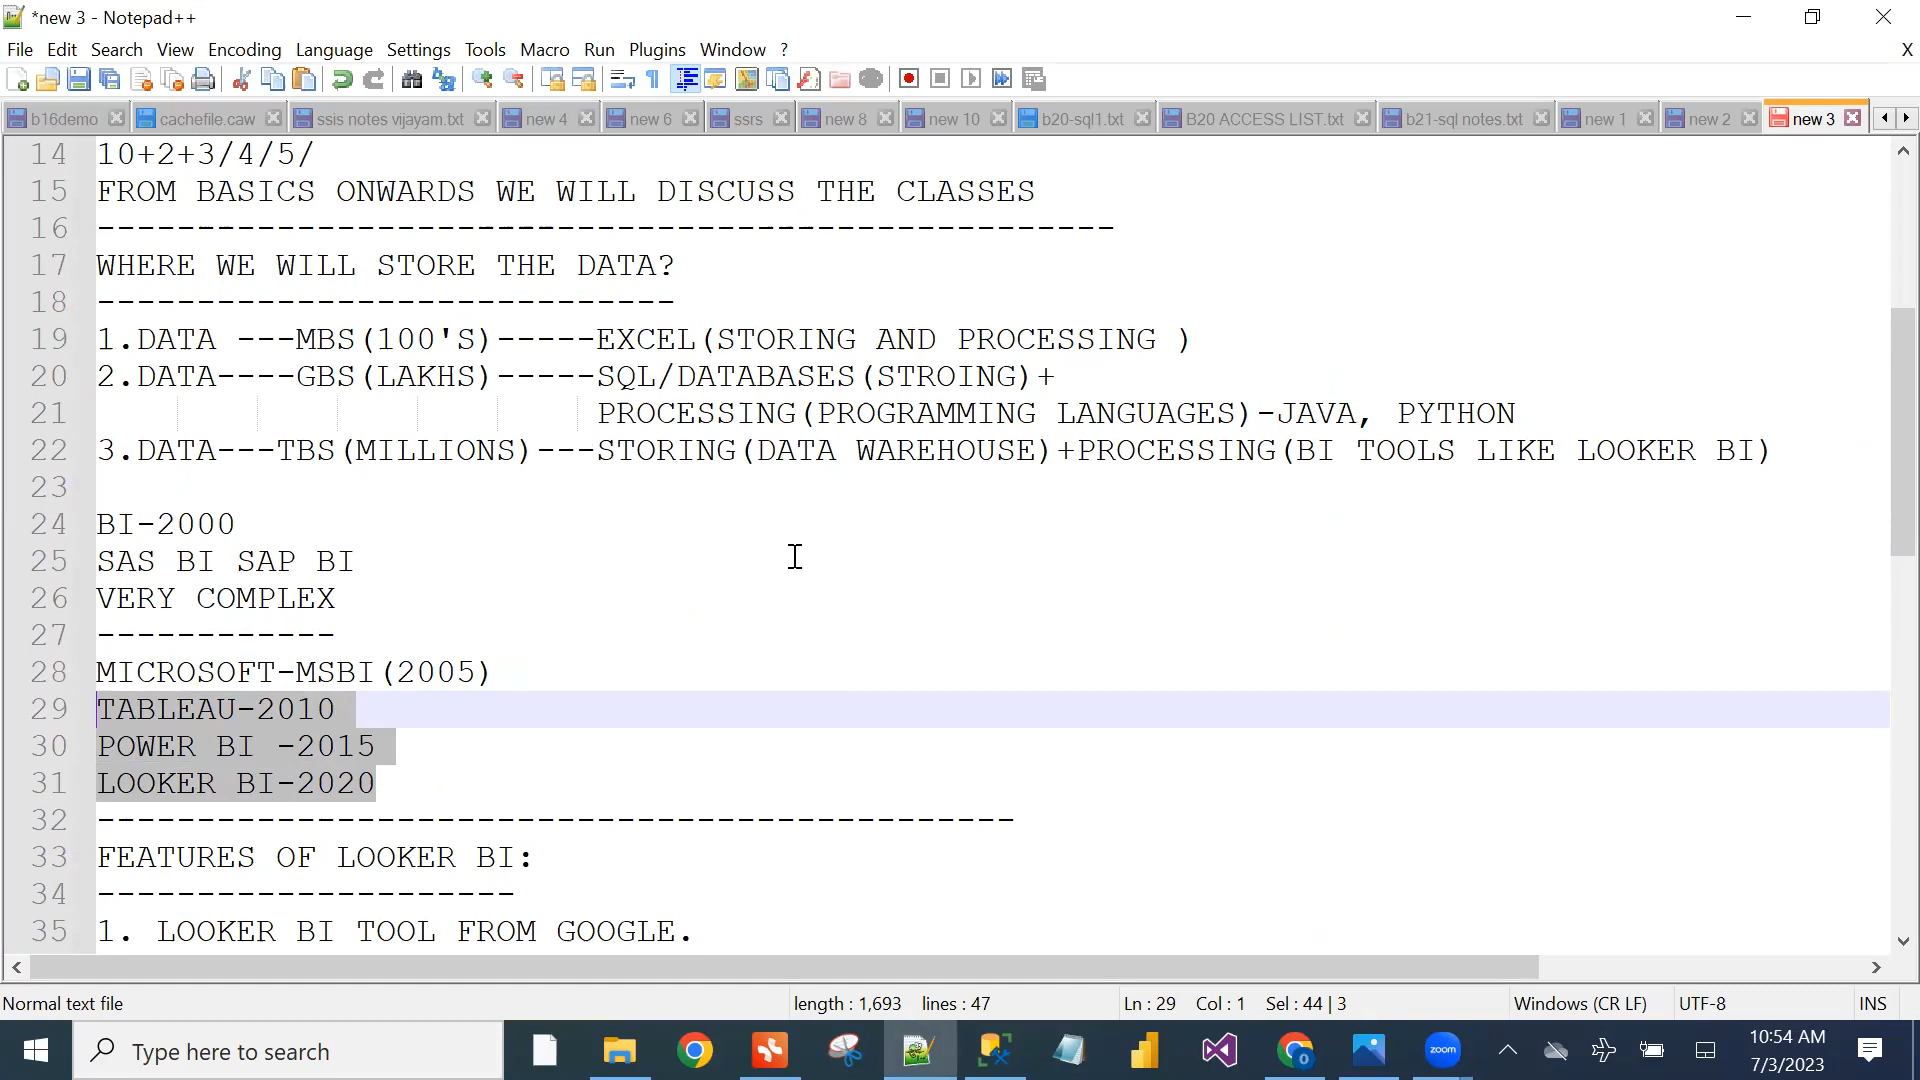 *new 3 - Notepad++
File Edit Search View Encoding Language Settings Tools Macro Run Plugins Window ?
X
b16demo cachefile.caw ssis notes vijayam.txt new 4 new 6 ssrs new 8 new 10 b20-sql1.txt B20 ACCESS LIST.txt b21-sql notes.txt new 1 new 2 new 3
14 10+2+3/4/5/
15 FROM BASICS ONWARDS WE WILL DISCUSS THE CLASSES
16 ---------------------------------------------------
17 WHERE WE WILL STORE THE DATA?
18 -----------------------------
19 1.DATA ---MBS(100'S)-----EXCEL(STORING AND PROCESSING )
20 2.DATA----GBS(LAKHS)-----SQL/DATABASES(STROING)+
21 PROCESSING(PROGRAMMING LANGUAGES)-JAVA, PYTHON
22 3.DATA---TBS(MILLIONS)---STORING(DATA WAREHOUSE)+PROCESSING(BI TOOLS LIKE LOOKER BI)
23
24 BI-2000
25 SAS BI SAP BI
26 VERY COMPLEX
27 ------------
28 MICROSOFT-MSBI(2005)
29 TABLEAU-2010
30 POWER BI -2015
31 LOOKER BI-2020
32 ----------------------------------------------
33 FEATURES OF LOOKER BI:
34 ---------------------
35 1. LOOKER BI TOOL FROM GOOGLE.
Normal text file length : 1,693 lines : 47 Ln : 29 Col : 1 Sel : 44 | 3 Windows (CR LF) UTF-8 INS
Type here to search
zoom
10:54 AM
7/3/2023